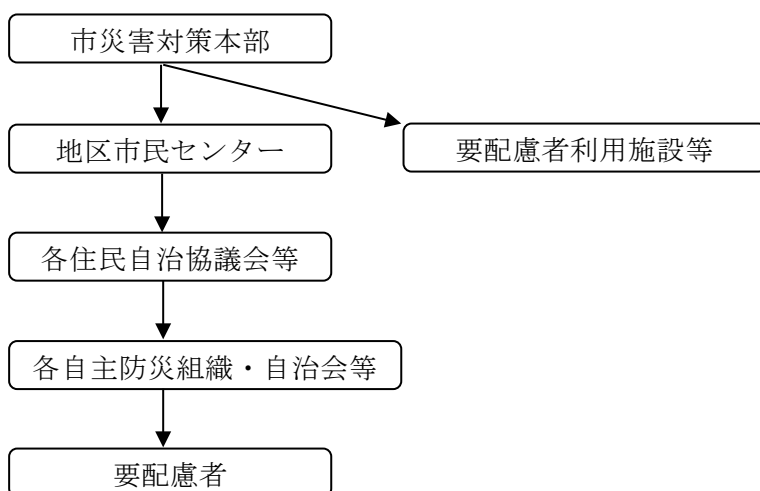 市災害対策本部
地区市民センター
要配慮者利用施設等
各住民自治協議会等
各自主防災組織・自治会等
要配慮者